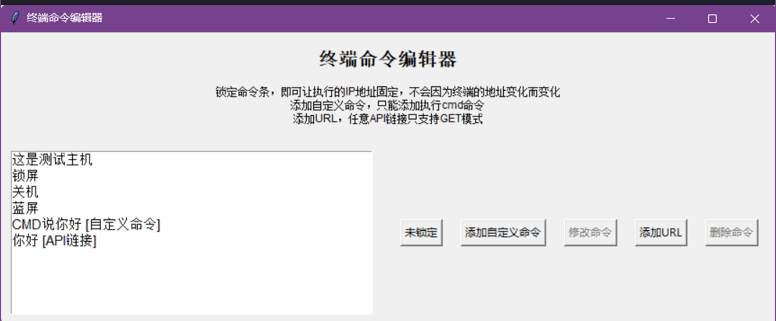 终端命令编辑器
终端命令编辑器
锁定命令条，即可让执行的IP地址固定，不会因为终端的地址变化而变化
添加自定义命令，只能添加执行cmd命令
添加URL，任意API链接只支持GET模式
这是测试主机
锁屏
关机
蓝屏
CMD说你好 [自定义命令]
你好 [API链接]
未锁定 添加自定义命令 修改命令 添加URL 删除命令